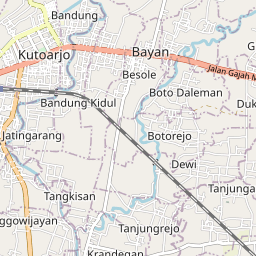 Bandung
Kutoarjo
Bayan
Besole
Jalan Gajah M
Boto Daleman
Bandung Kidul
Duk
G
Jatingarang
Botorejo
Dewi
Tangkisan
Tanjunga
ggowijayan
Tanjungrejo
Krandegan